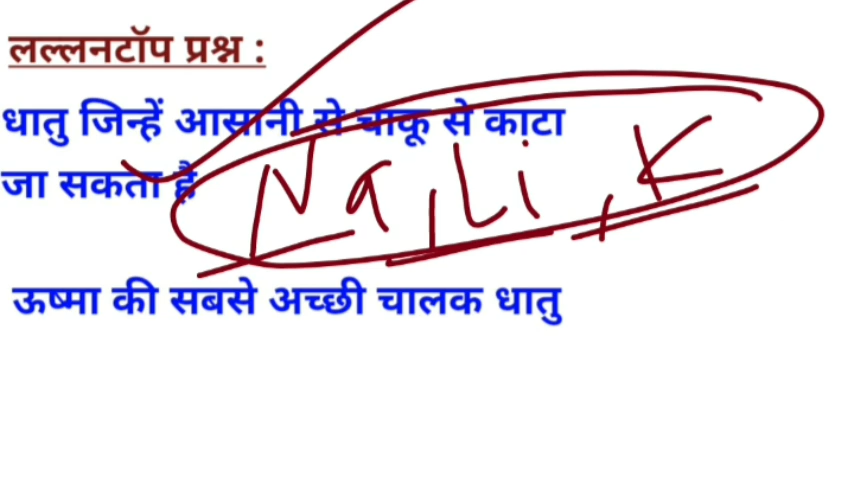 लल्लनटॉप प्रश्न :
धातु जिन्हें आसानी से चाकू से काटा
जा सकता है
Na, Li, K
ऊष्मा की सबसे अच्छी चालक धातु